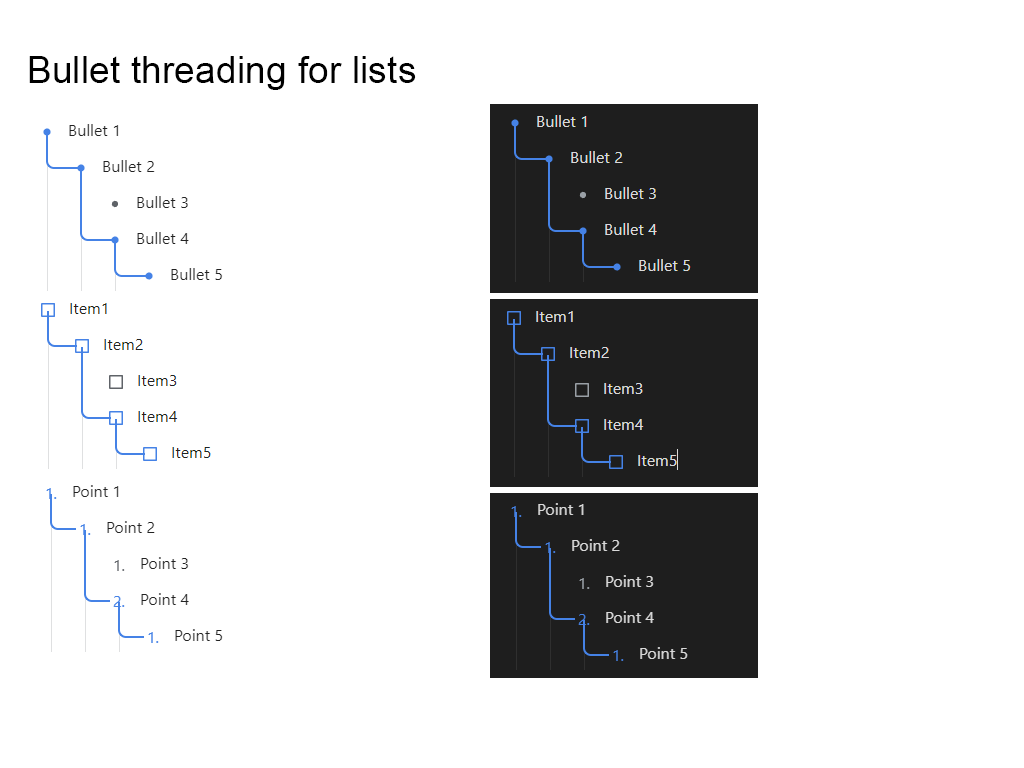 Bullet threading for lists
Bullet 1
Bullet 2
Bullet 3
Bullet 4
Bullet 5
Item1
Item2
Item3
Item4
Item5
1. Point 1
1. Point 2
1. Point 3
2. Point 4
1. Point 5
Bullet 1
Bullet 2
Bullet 3
Bullet 4
Bullet 5
Item1
Item2
Item3
Item4
Item5
1. Point 1
1. Point 2
1. Point 3
2. Point 4
1. Point 5